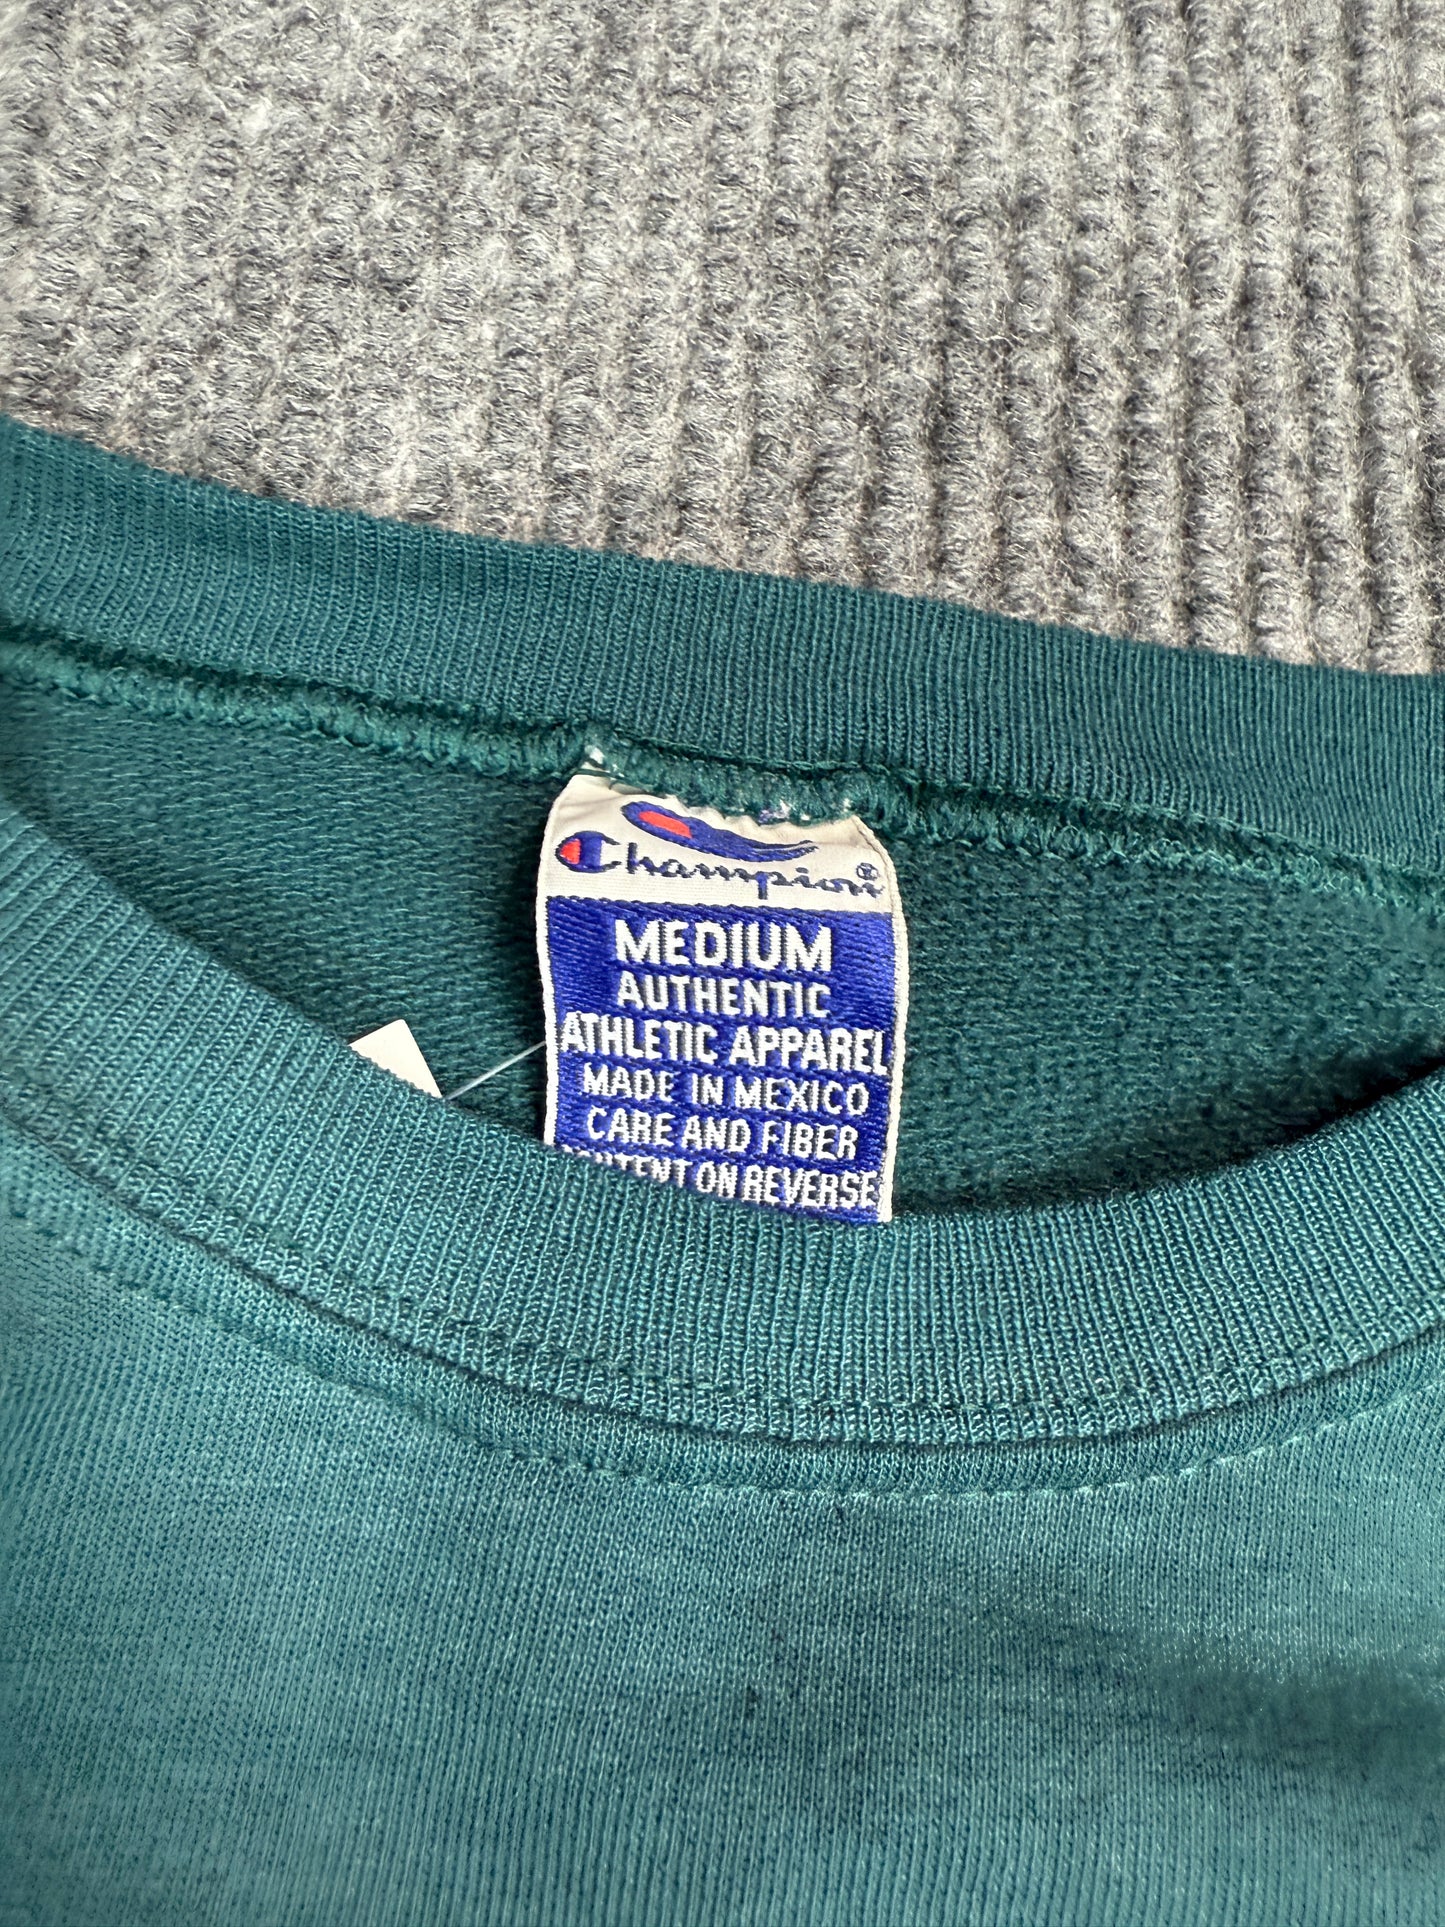 Champion®
MEDIUM
AUTHENTIC
ATHLETIC APPAREL
MADE IN MEXICO
CARE AND FIBER
CONTENT ON REVERSE